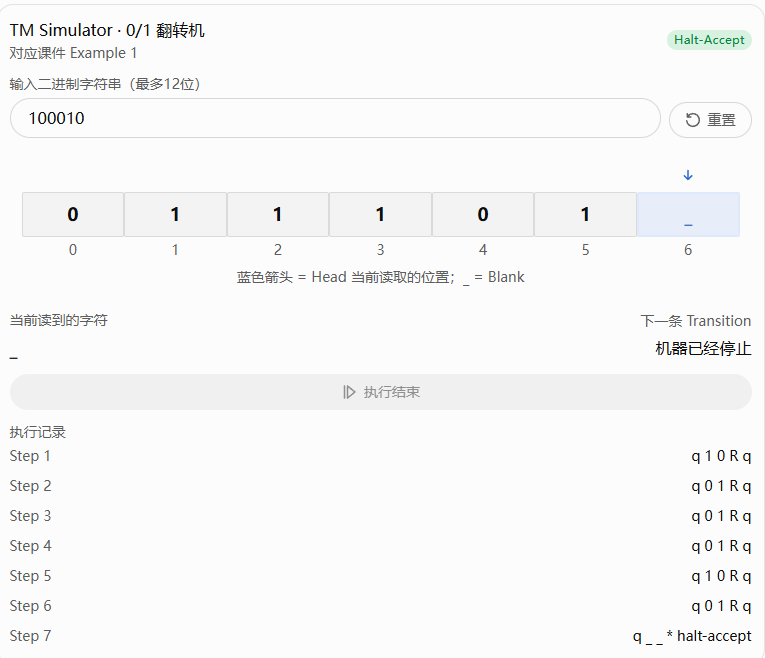 TM Simulator · 0/1 翻转机
对应课件 Example 1
Halt-Accept
输入二进制字符串（最多12位）
100010
重置
↓
0 1 1 1 0 1 _
0 1 2 3 4 5 6
蓝色箭头 = Head 当前读取的位置；_ = Blank
当前读到的字符
下一条 Transition
_
机器已经停止
执行结束
执行记录
Step 1 q 1 0 R q
Step 2 q 0 1 R q
Step 3 q 0 1 R q
Step 4 q 0 1 R q
Step 5 q 1 0 R q
Step 6 q 0 1 R q
Step 7 q _ _ * halt-accept